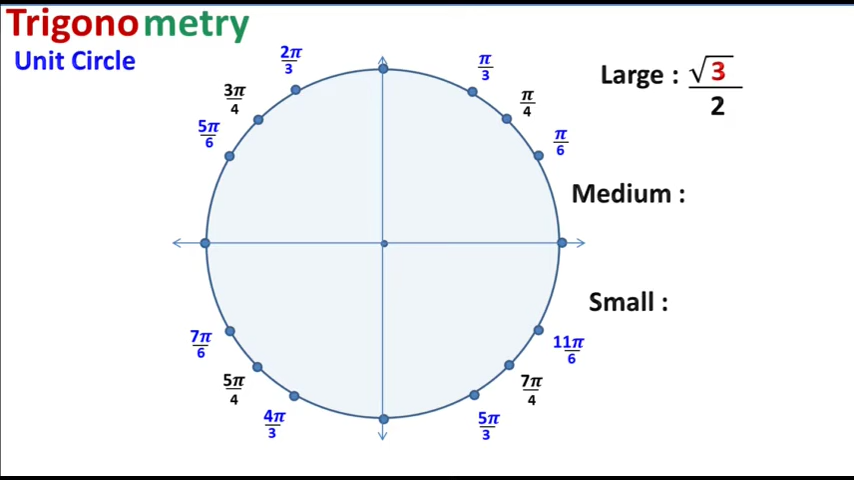 Trigonometry
Unit Circle
2π/3
π/3
Large : √3/2
3π/4
π/4
5π/6
π/6
Medium :
Small :
7π/6
11π/6
5π/4
7π/4
4π/3
5π/3